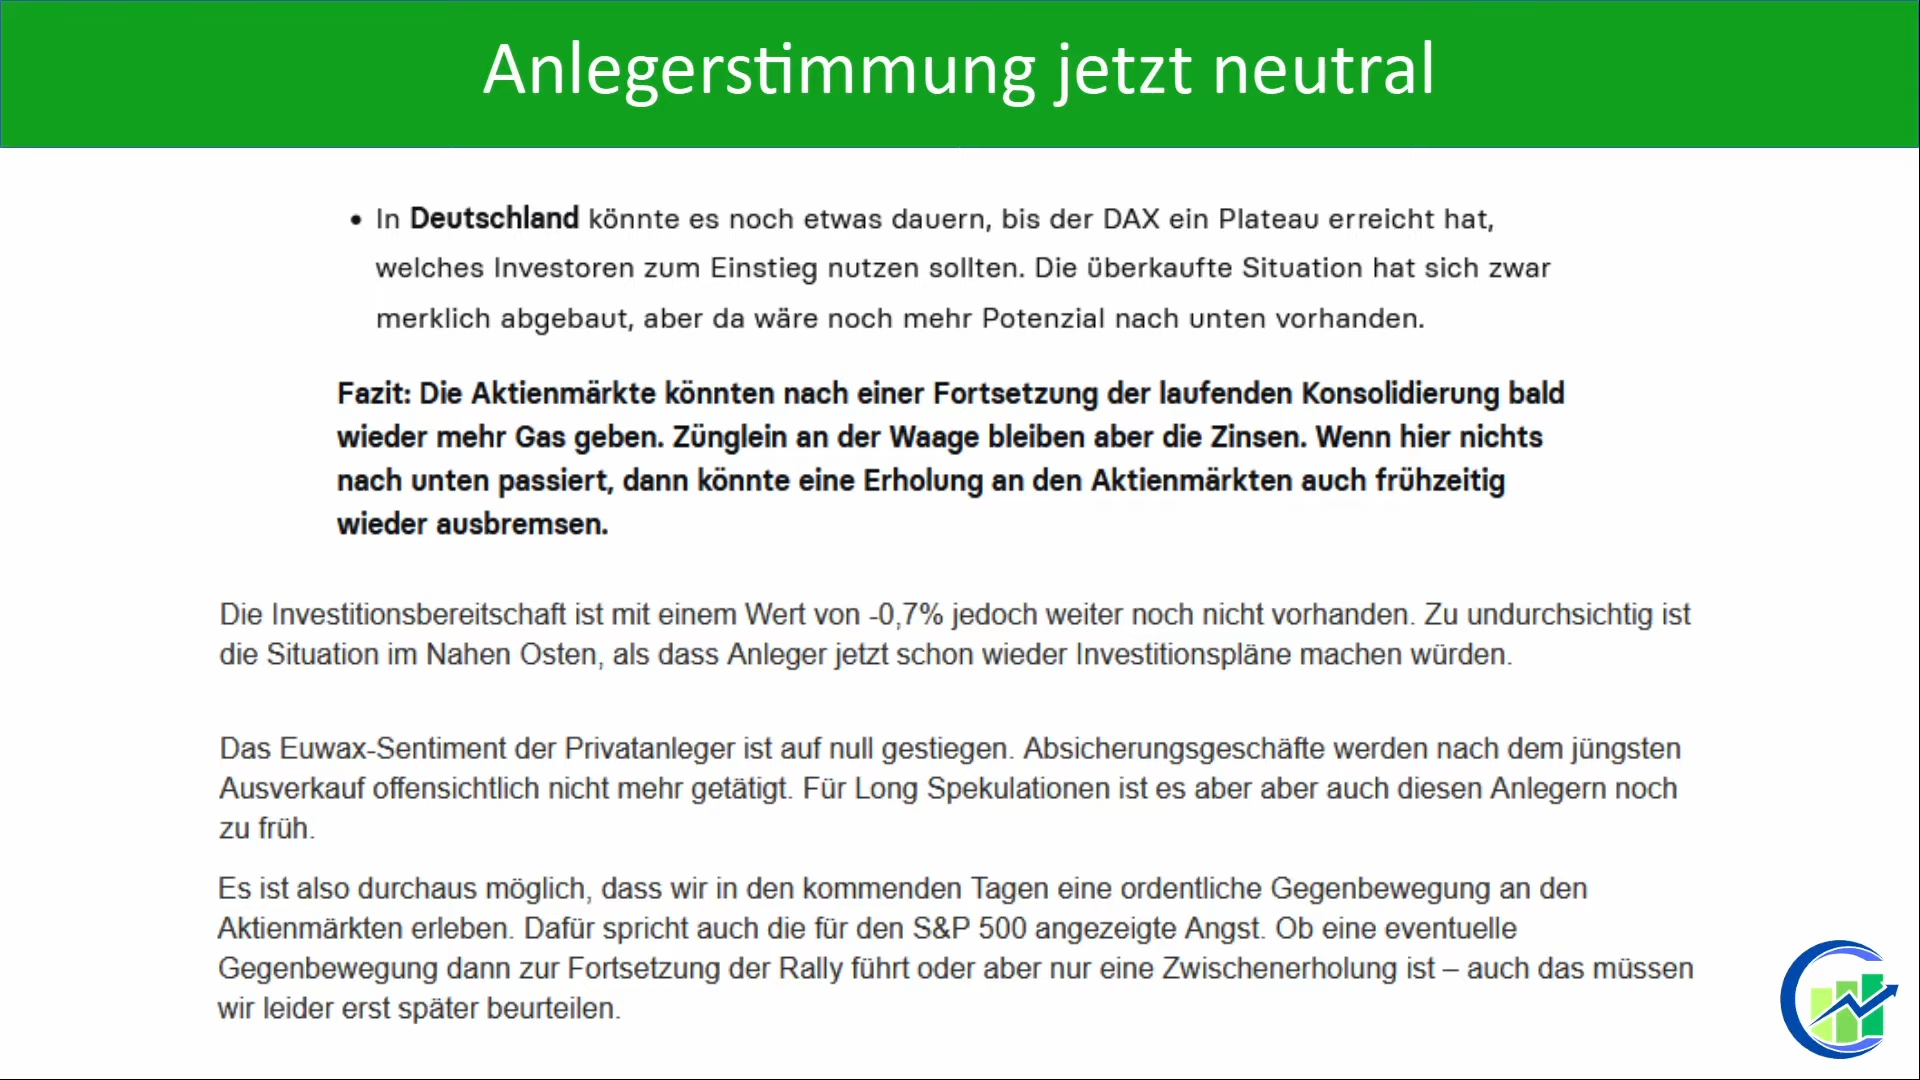 Anlegerstimmung jetzt neutral
• In Deutschland könnte es noch etwas dauern, bis der DAX ein Plateau erreicht hat,
welches Investoren zum Einstieg nutzen sollten. Die überkaufte Situation hat sich zwar
merklich abgebaut, aber da wäre noch mehr Potenzial nach unten vorhanden.
Fazit: Die Aktienmärkte könnten nach einer Fortsetzung der laufenden Konsolidierung bald
wieder mehr Gas geben. Zünglein an der Waage bleiben aber die Zinsen. Wenn hier nichts
nach unten passiert, dann könnte eine Erholung an den Aktienmärkten auch frühzeitig
wieder ausbremsen.
Die Investitionsbereitschaft ist mit einem Wert von -0,7% jedoch weiter noch nicht vorhanden. Zu undurchsichtig ist
die Situation im Nahen Osten, als dass Anleger jetzt schon wieder Investitionspläne machen würden.
Das Euwax-Sentiment der Privatanleger ist auf null gestiegen. Absicherungsgeschäfte werden nach dem jüngsten
Ausverkauf offensichtlich nicht mehr getätigt. Für Long Spekulationen ist es aber aber auch diesen Anlegern noch
zu früh.
Es ist also durchaus möglich, dass wir in den kommenden Tagen eine ordentliche Gegenbewegung an den
Aktienmärkten erleben. Dafür spricht auch die für den S&P 500 angezeigte Angst. Ob eine eventuelle
Gegenbewegung dann zur Fortsetzung der Rally führt oder aber nur eine Zwischenerholung ist – auch das müssen
wir leider erst später beurteilen.